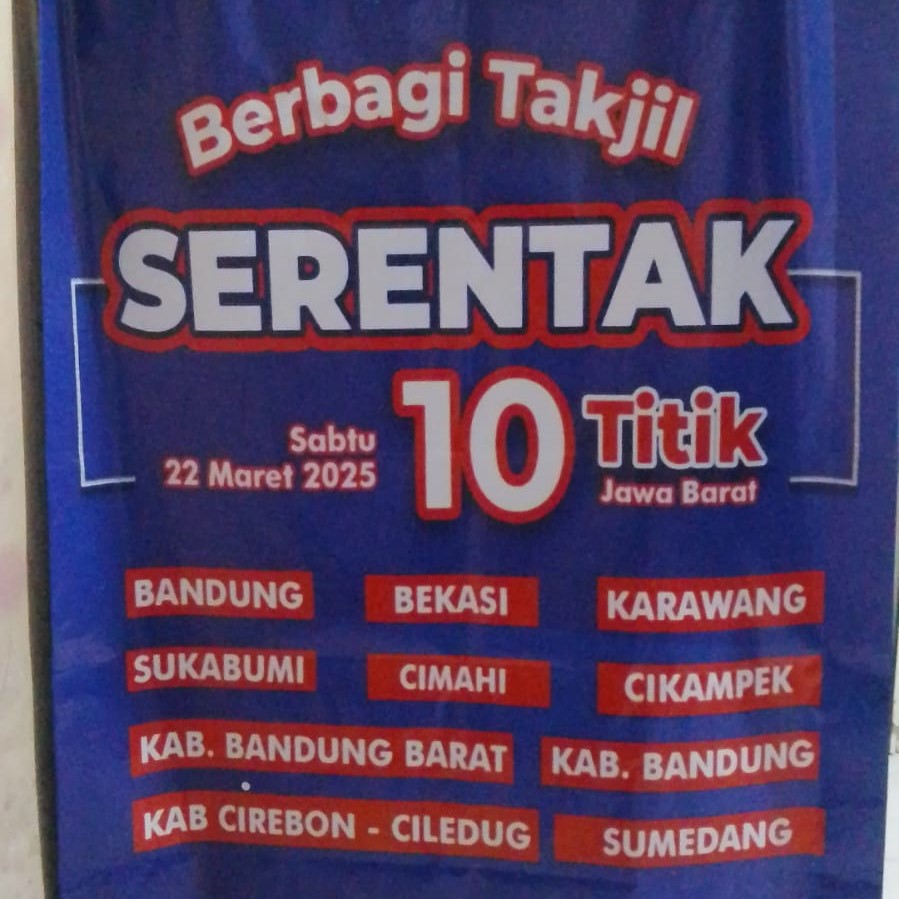 Berbagi Takjil
SERENTAK
Sabtu
22 Maret 2025
10 Titik
Jawa Barat
BANDUNG BEKASI KARAWANG
SUKABUMI CIMAHI CIKAMPEK
KAB. BANDUNG BARAT KAB. BANDUNG
KAB CIREBON - CILEDUG SUMEDANG